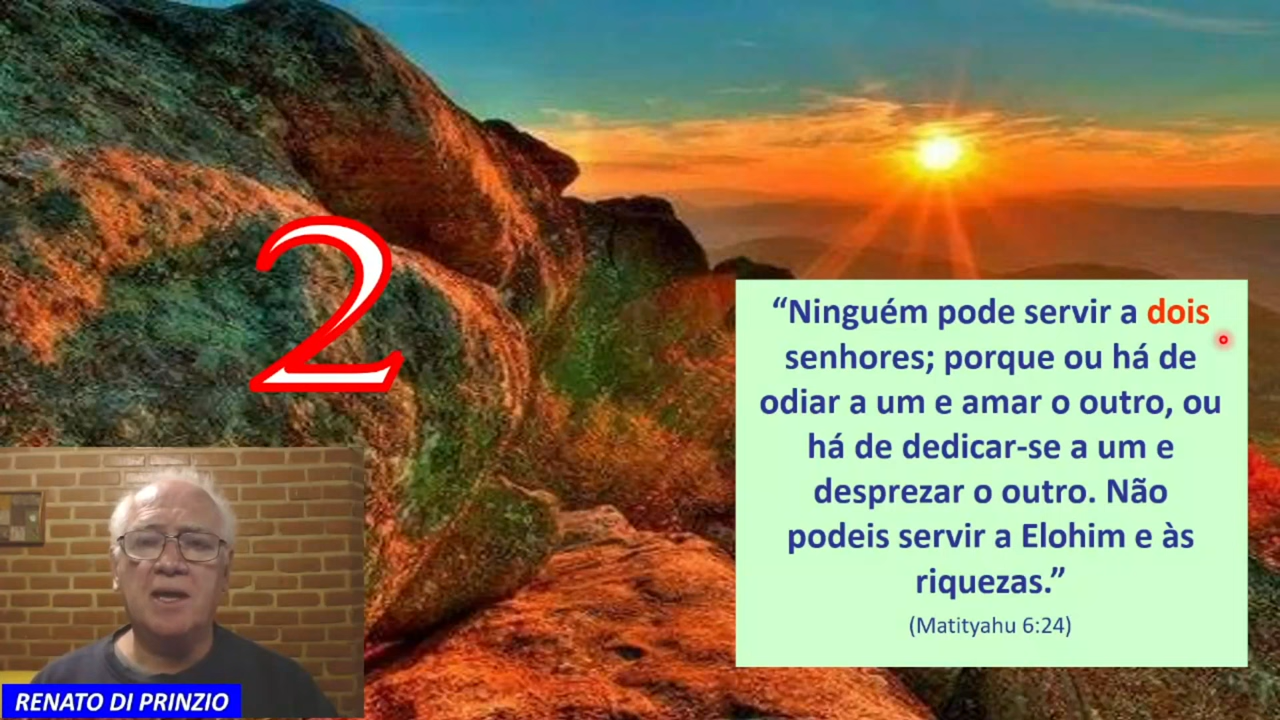 2
“Ninguém pode servir a dois
senhores; porque ou há de
odiar a um e amar o outro, ou
há de dedicar-se a um e
desprezar o outro. Não
podeis servir a Elohim e às
riquezas.”
(Matityahu 6:24)
RENATO DI PRINZIO